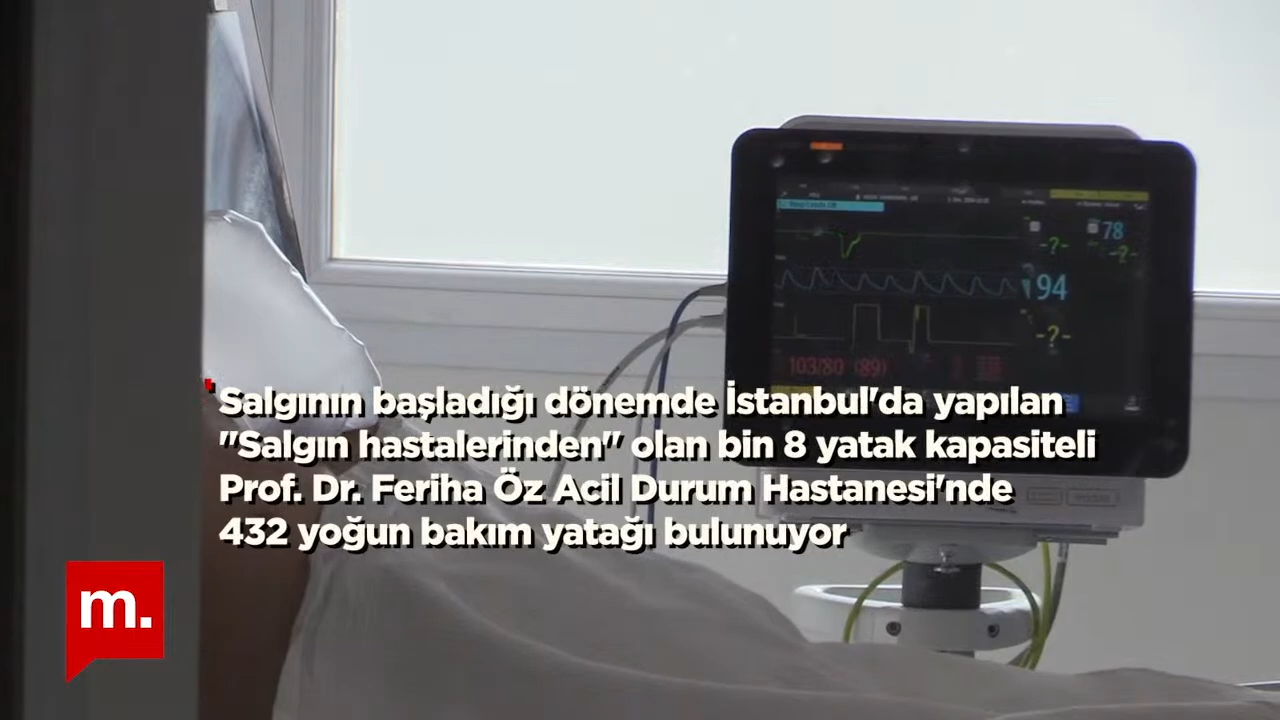 78
-?-
-?-
94
-?-
103/80 (89)
Salgının başladığı dönemde İstanbul'da yapılan
"Salgın hastalerinden" olan bin 8 yatak kapasiteli
Prof. Dr. Feriha Öz Acil Durum Hastanesi'nde
432 yoğun bakım yatağı bulunuyor
m.